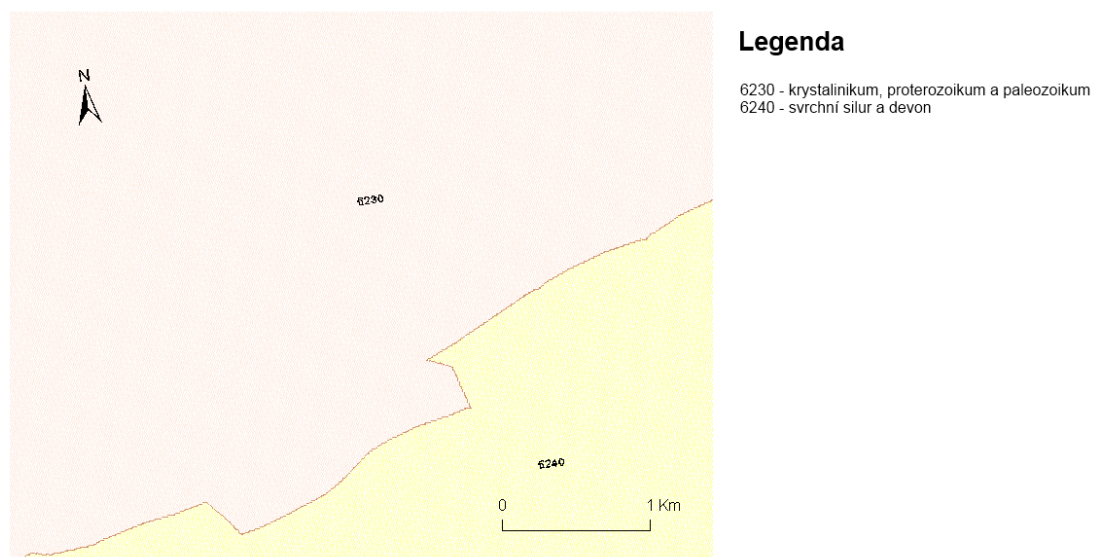 Legenda
N
6230 - krystalinikum, proterozoikum a paleozoikum
6240 - svrchní silur a devon
6230
6240
0 1 Km